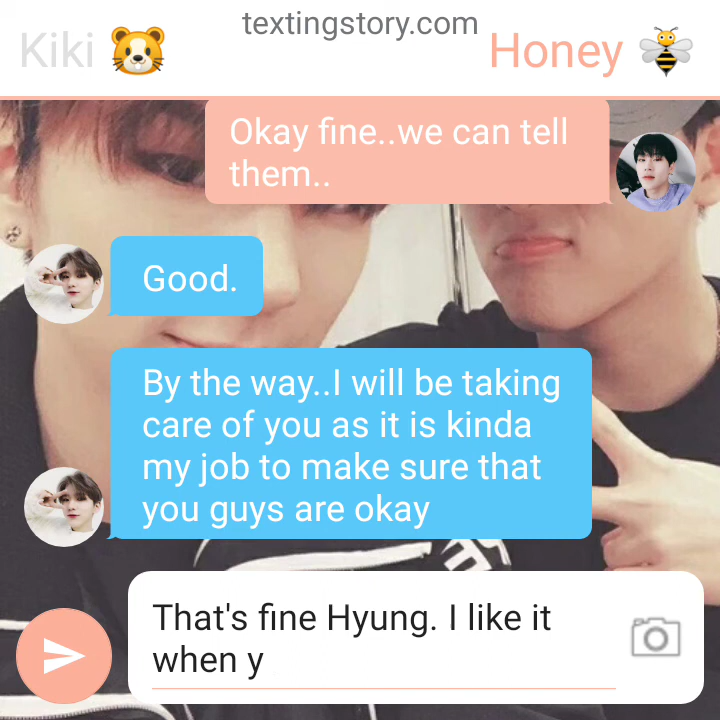 textingstory.com
Kiki 🐹
Honey 🐝
Okay fine..we can tell
them..
Good.
By the way..I will be taking
care of you as it is kinda
my job to make sure that
you guys are okay
That's fine Hyung. I like it
when y